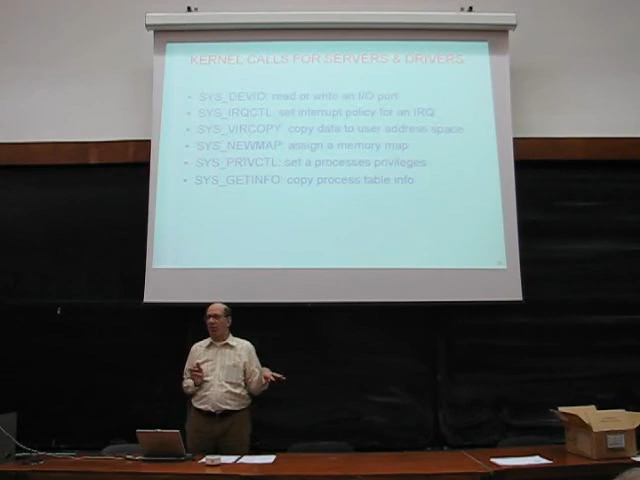 KERNEL CALLS FOR SERVERS & DRIVERS
• SYS_DEVIO: read or write an I/O port
• SYS_IRQCTL: set interrupt policy for an IRQ
• SYS_VIRCOPY: copy data to user address space
• SYS_NEWMAP: assign a memory map
• SYS_PRIVCTL: set a processes privileges
• SYS_GETINFO: copy process table info